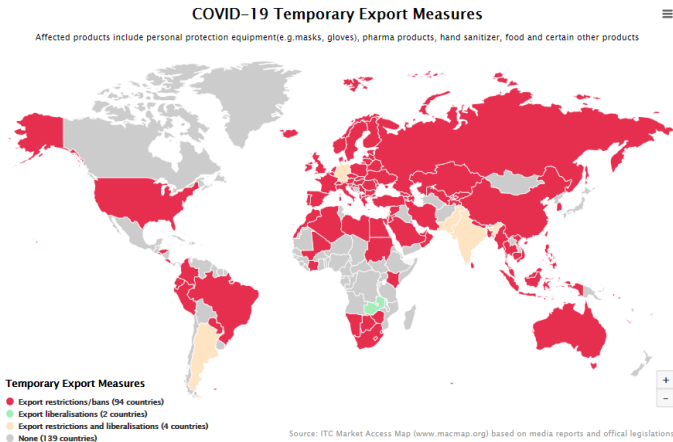 COVID-19 Temporary Export Measures
Affected products include personal protection equipment(e.g.masks, gloves), pharma products, hand sanitizer, food and certain other products
+
−
Temporary Export Measures
Export restrictions/bans (94 countries)
Export liberalisations (2 countries)
Export restrictions and liberalisations (4 countries)
None (139 countries)
Source: ITC Market Access Map (www.macmap.org) based on media reports and offical legislations